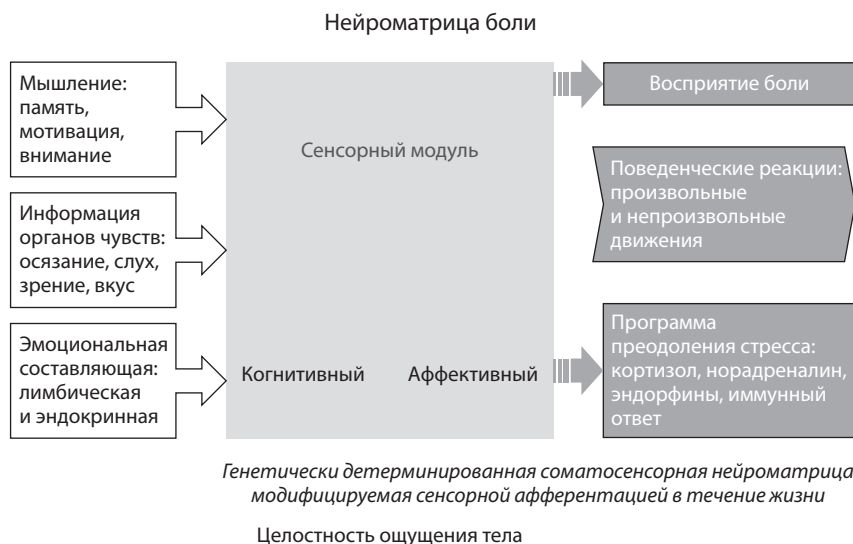 Нейроматрица боли
Мышление:
память,
мотивация,
внимание
Информация
органов чувств:
осязание, слух,
зрение, вкус
Эмоциональная
составляющая:
лимбическая
и эндокринная
Сенсорный модуль
Когнитивный
Аффективный
Восприятие боли
Поведенческие реакции:
произвольные
и непроизвольные
движения
Программа
преодоления стресса:
кортизол, норадреналин,
эндорфины, иммунный
ответ
Генетически детерминированная соматосенсорная нейроматрица
модифицируемая сенсорной афферентацией в течение жизни
Целостность ощущения тела